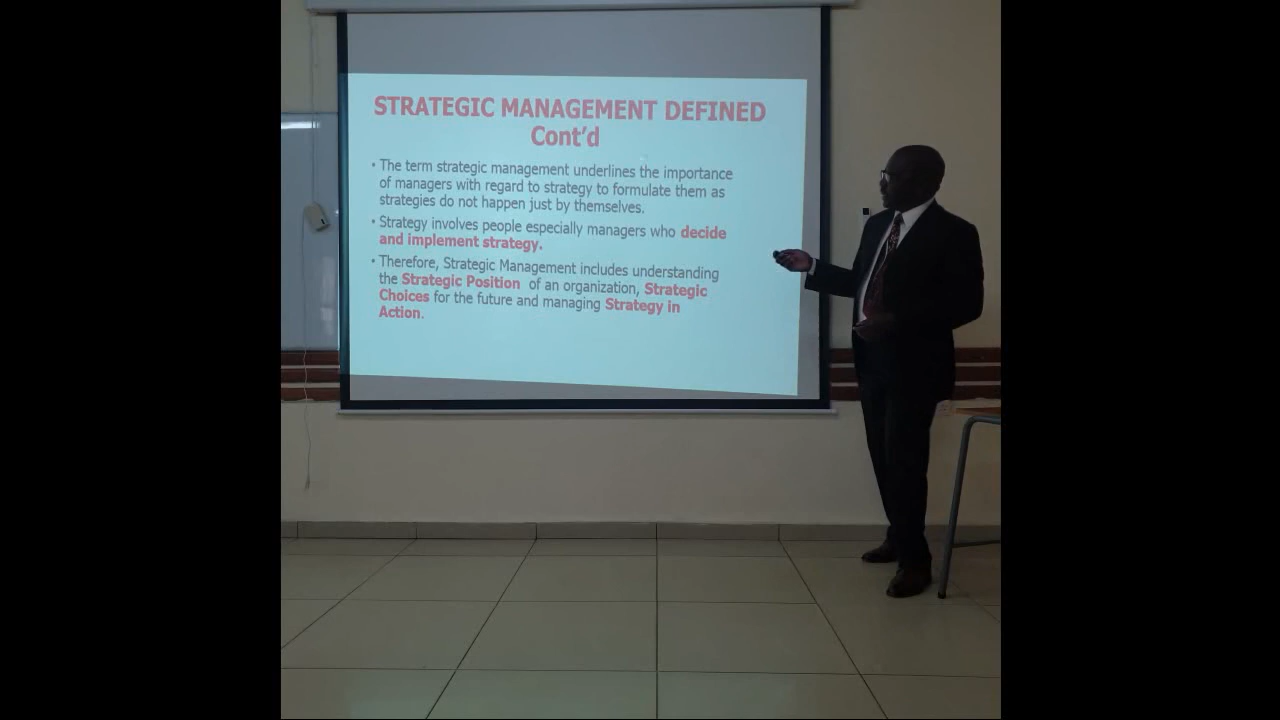 STRATEGIC MANAGEMENT DEFINED
Cont'd
• The term strategic management underlines the importance
of managers with regard to strategy to formulate them as
strategies do not happen just by themselves.
• Strategy involves people especially managers who decide
and implement strategy.
• Therefore, Strategic Management includes understanding
the Strategic Position of an organization, Strategic
Choices for the future and managing Strategy in
Action.